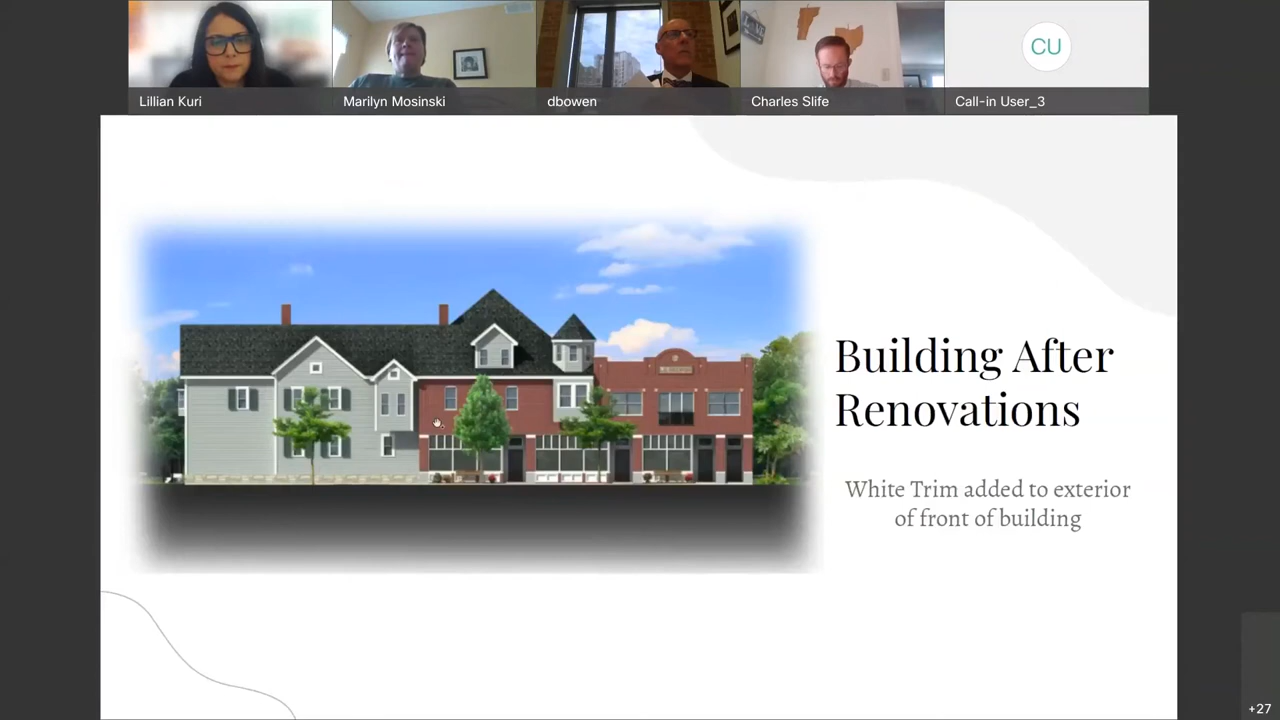 Lillian Kuri
Marilyn Mosinski
dbowen
Charles Slife
CU
Call-in User_3
Building After
Renovations
White Trim added to exterior
of front of building
+27